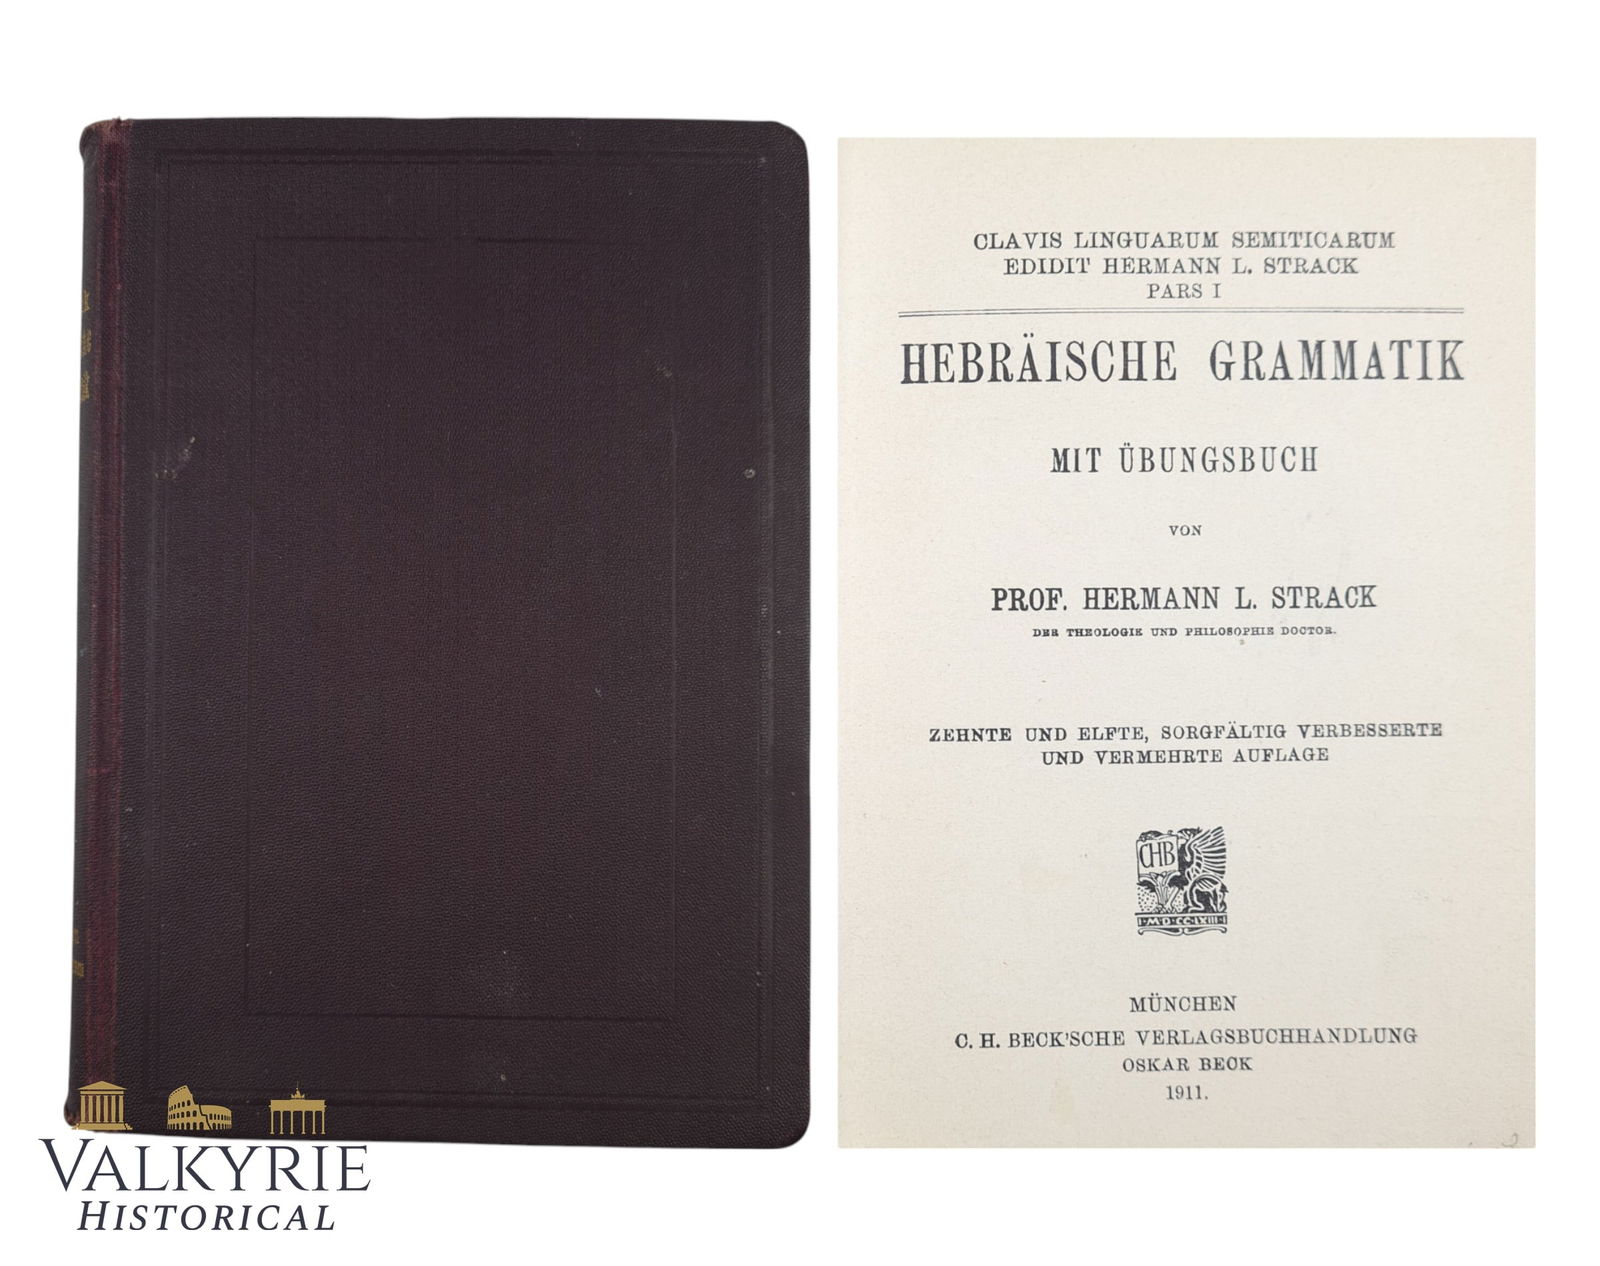 CLAVIS LINGUARUM SEMITICARUM
EDIDIT HERMANN L. STRACK
PARS I
HEBRÄISCHE GRAMMATIK
MIT ÜBUNGSBUCH
VON
PROF. HERMANN L. STRACK
DER THEOLOGIE UND PHILOSOPHIE DOCTOR.
ZEHNTE UND ELFTE, SORGFÄLTIG VERBESSERTE
UND VERMEHRTE AUFLAGE
CHB
MDCCLXIII
MÜNCHEN
C. H. BECK'SCHE VERLAGSBUCHHANDLUNG
OSKAR BECK
1911.
VALKYRIE
HISTORICAL